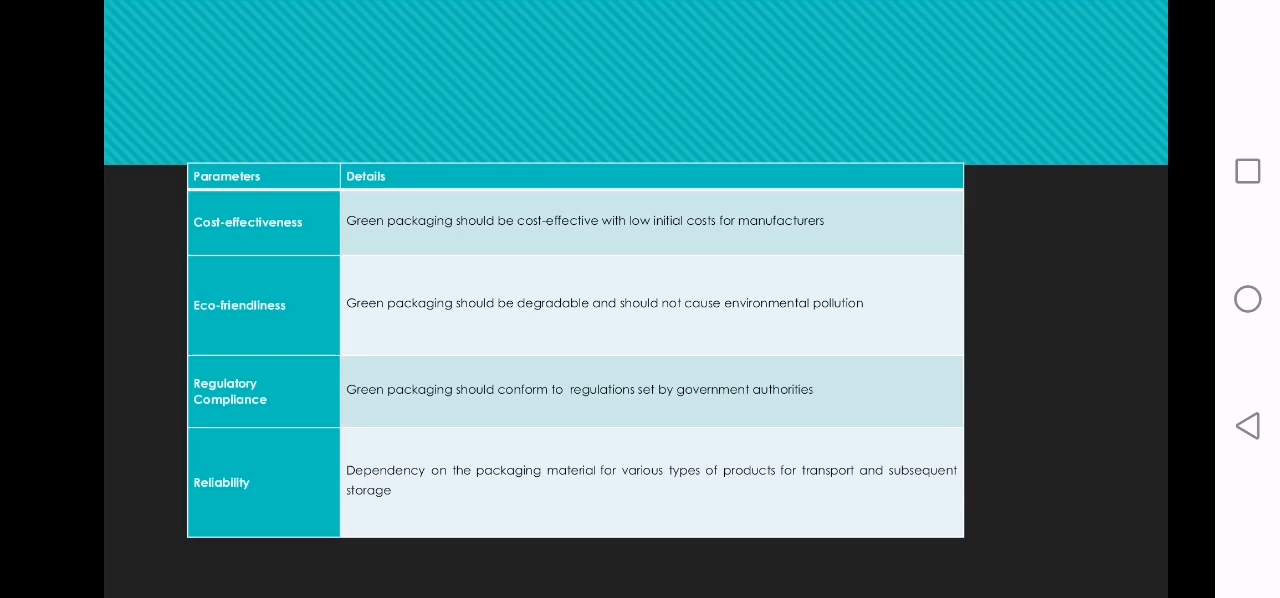 Parameters
Details
Cost-effectiveness
Green packaging should be cost-effective with low initial costs for manufacturers
Eco-friendliness
Green packaging should be degradable and should not cause environmental pollution
Regulatory
Compliance
Green packaging should conform to  regulations set by government authorities
Reliability
Dependency on the packaging material for various types of products for transport and subsequent
storage